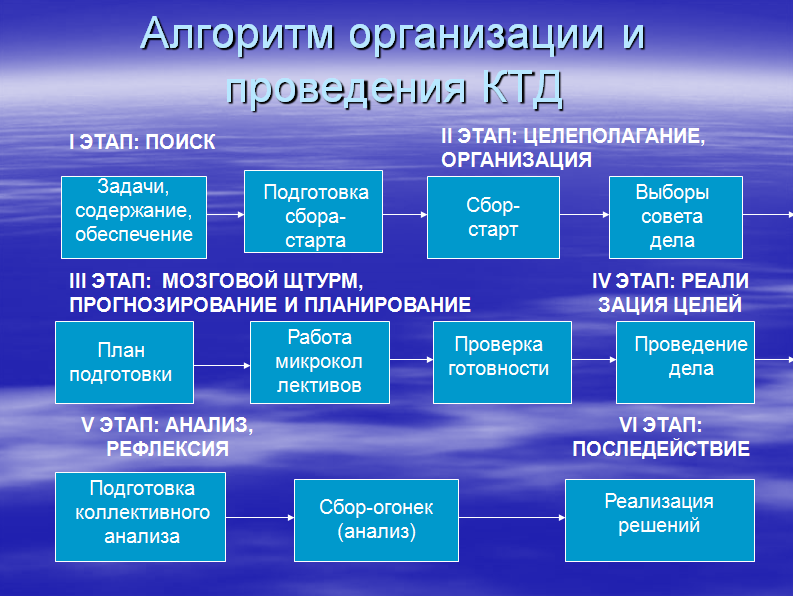 Алгоритм организации и
проведения КТД
I ЭТАП: ПОИСК
II ЭТАП: ЦЕЛЕПОЛАГАНИЕ,
ОРГАНИЗАЦИЯ
Задачи,
содержание,
обеспечение
Подготовка
сбора-
старта
Сбор-
старт
Выборы
совета
дела
III ЭТАП:  МОЗГОВОЙ ЩТУРМ,
ПРОГНОЗИРОВАНИЕ И ПЛАНИРОВАНИЕ
IV ЭТАП: РЕАЛИ
ЗАЦИЯ ЦЕЛЕЙ
План
подготовки
Работа
микрокол
лективов
Проверка
готовности
Проведение
дела
V ЭТАП: АНАЛИЗ,
РЕФЛЕКСИЯ
VI ЭТАП:
ПОСЛЕДЕЙСТВИЕ
Подготовка
коллективного
анализа
Сбор-огонек
(анализ)
Реализация
решений